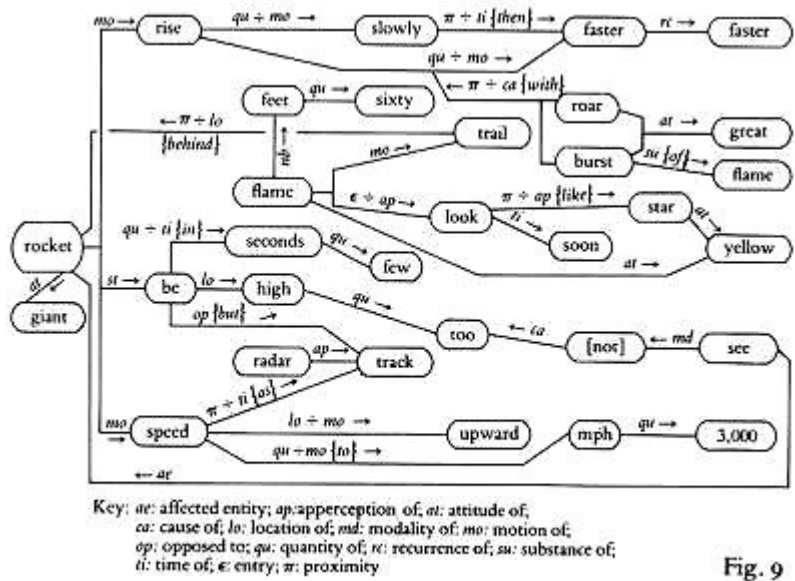 mo → rise qu ÷ mo → slowly π ÷ ti {then} → faster rc → faster
qu ÷ mo →
← π ÷ ca {with}
feet qu → sixty roar
← π ÷ lo at → great
{behind} nb → mo → trail burst su {of} → flame
flame
ϵ ÷ ap → look π ÷ ap {like} → star at →
rocket qu ÷ ti {in} → seconds ti → soon yellow
qu → few at →
st → be lo → high qu →
at ← giant op {but} → too ← ca [not] ← md see
radar ap → track
π ÷ ti {as} →
mo → speed lo ÷ mo → upward mph qu → 3,000
qu ÷ mo {to} →
← ae
Key: ae: affected entity; ap: apperception of; at: attitude of;
ca: cause of; lo: location of; md: modality of; mo: motion of;
op: opposed to; qu: quantity of; rc: recurrence of; su: substance of;
ti: time of; ϵ: entry; π: proximity
Fig. 9